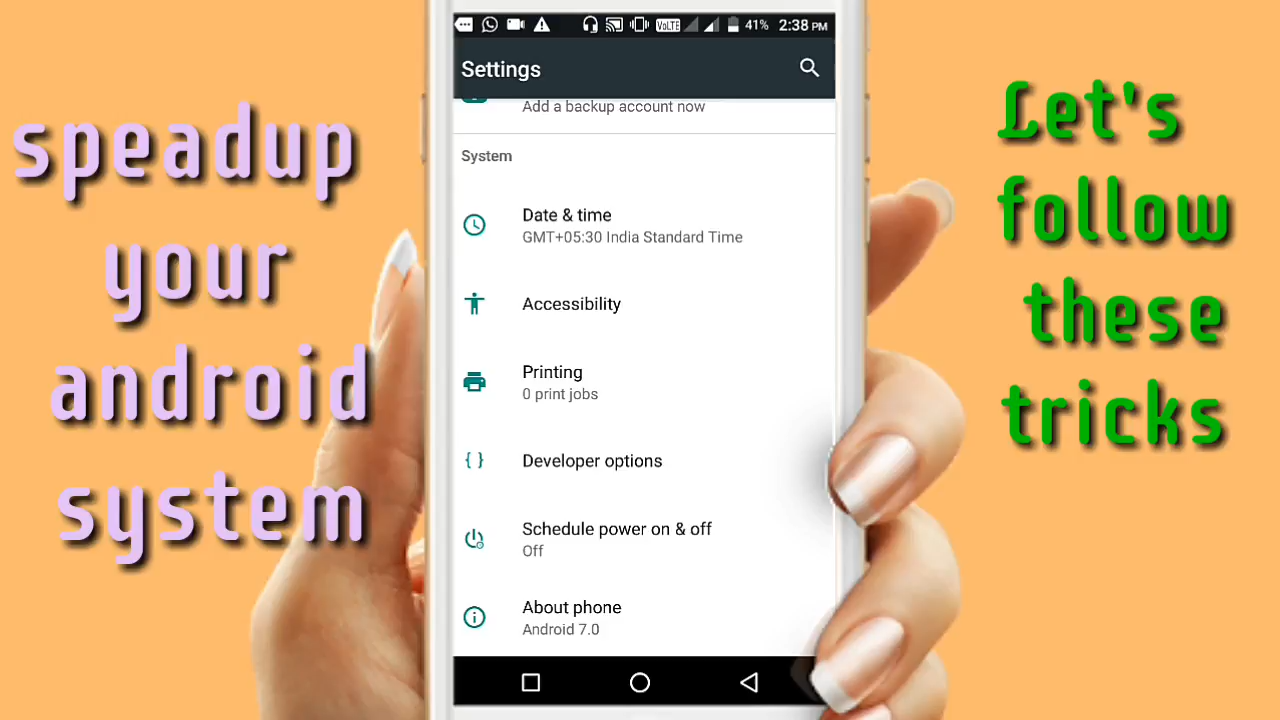 speadup
your
android
system
VoLTE 41% 2:38 PM
Settings
Add a backup account now
System
Date & time
GMT+05:30 India Standard Time
Accessibility
Printing
0 print jobs
Developer options
Schedule power on & off
Off
About phone
Android 7.0
Let's
follow
these
tricks